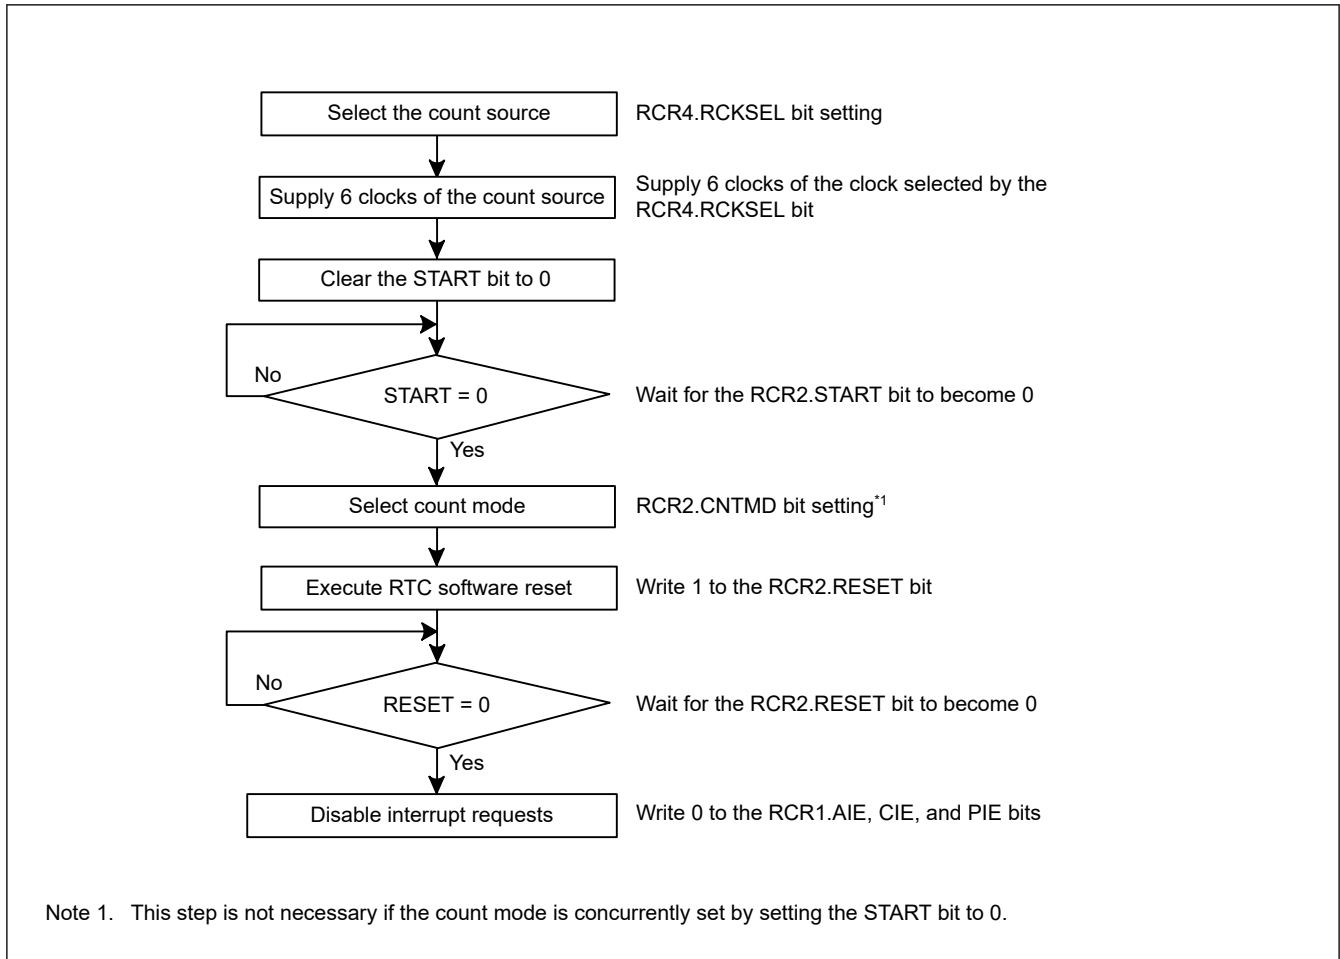 Select the count source
RCR4.RCKSEL bit setting
Supply 6 clocks of the count source
Supply 6 clocks of the clock selected by the
RCR4.RCKSEL bit
Clear the START bit to 0
No
START = 0
Wait for the RCR2.START bit to become 0
Yes
Select count mode
RCR2.CNTMD bit setting*1
Execute RTC software reset
Write 1 to the RCR2.RESET bit
No
RESET = 0
Wait for the RCR2.RESET bit to become 0
Yes
Disable interrupt requests
Write 0 to the RCR1.AIE, CIE, and PIE bits
Note 1. This step is not necessary if the count mode is concurrently set by setting the START bit to 0.